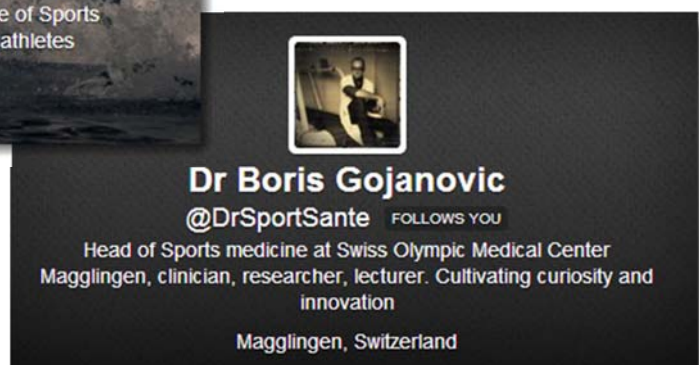 e of Sports
athletes
Dr Boris Gojanovic
@DrSportSante FOLLOWS YOU
Head of Sports medicine at Swiss Olympic Medical Center
Magglingen, clinician, researcher, lecturer. Cultivating curiosity and
innovation
Magglingen, Switzerland